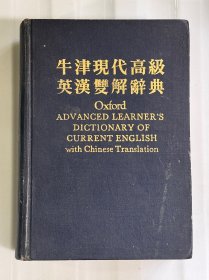 牛津現代高級
英漢雙解辭典
Oxford
ADVANCED LEARNER'S
DICTIONARY OF
CURRENT ENGLISH
with Chinese Translation